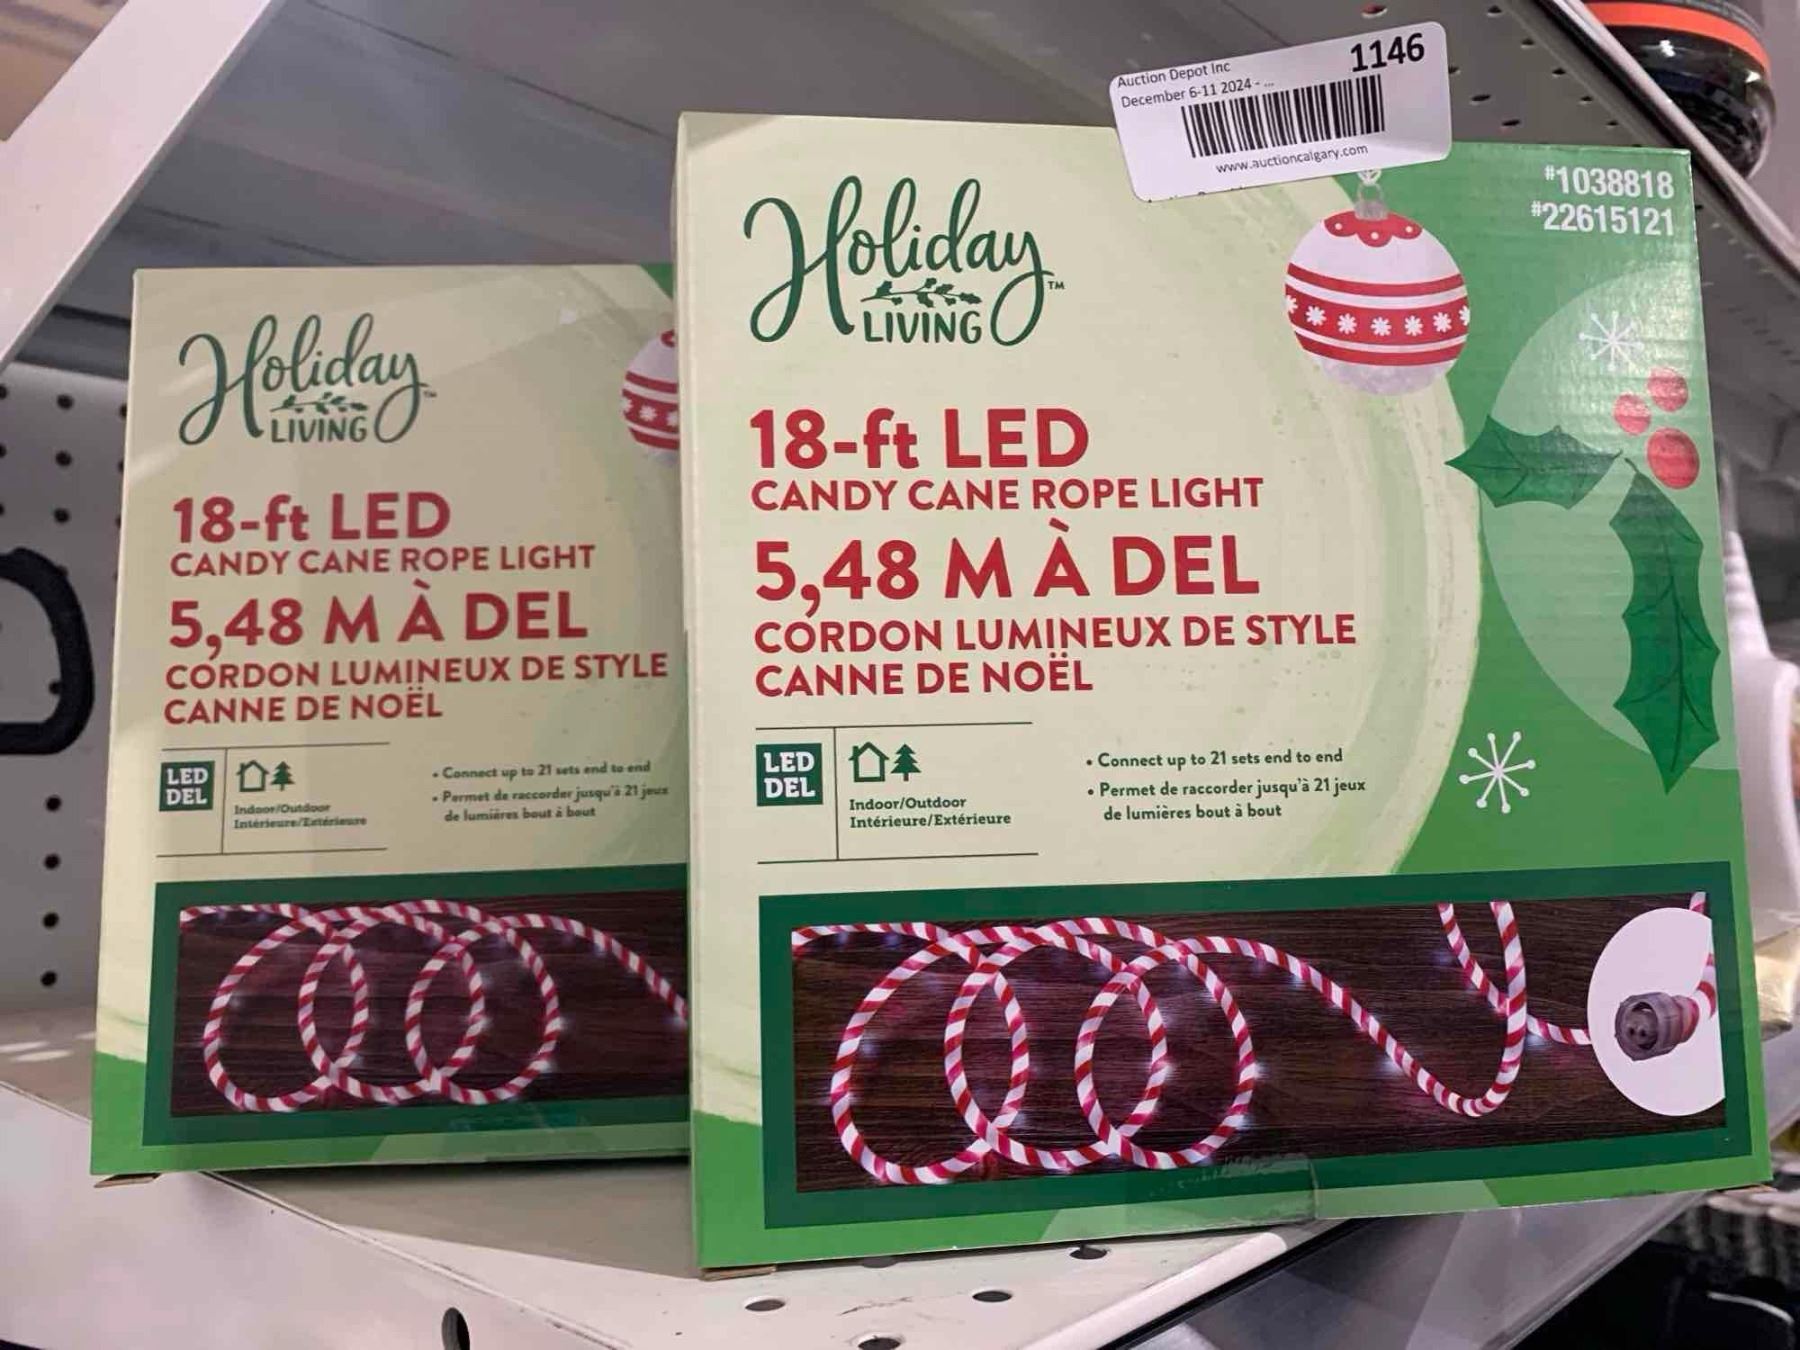 Auction Depot Inc
1146
December 6-11 2024 - ...
www.auctioncalgary.com
#1038818
#22615121
Holiday™
LIVING
18-ft LED
CANDY CANE ROPE LIGHT
5,48 M À DEL
CORDON LUMINEUX DE STYLE
CANNE DE NOËL
LED
DEL
Indoor/Outdoor
Intérieure/Extérieure
• Connect up to 21 sets end to end
• Permet de raccorder jusqu'à 21 jeux
de lumières bout à bout
Holiday™
LIVING
18-ft LED
CANDY CANE ROPE LIGHT
5,48 M À DEL
CORDON LUMINEUX DE STYLE
CANNE DE NOËL
LED
DEL
Indoor/Outdoor
Intérieure/Extérieure
• Connect up to 21 sets end to end
• Permet de raccorder jusqu'à 21 jeux
de lumières bout à bout